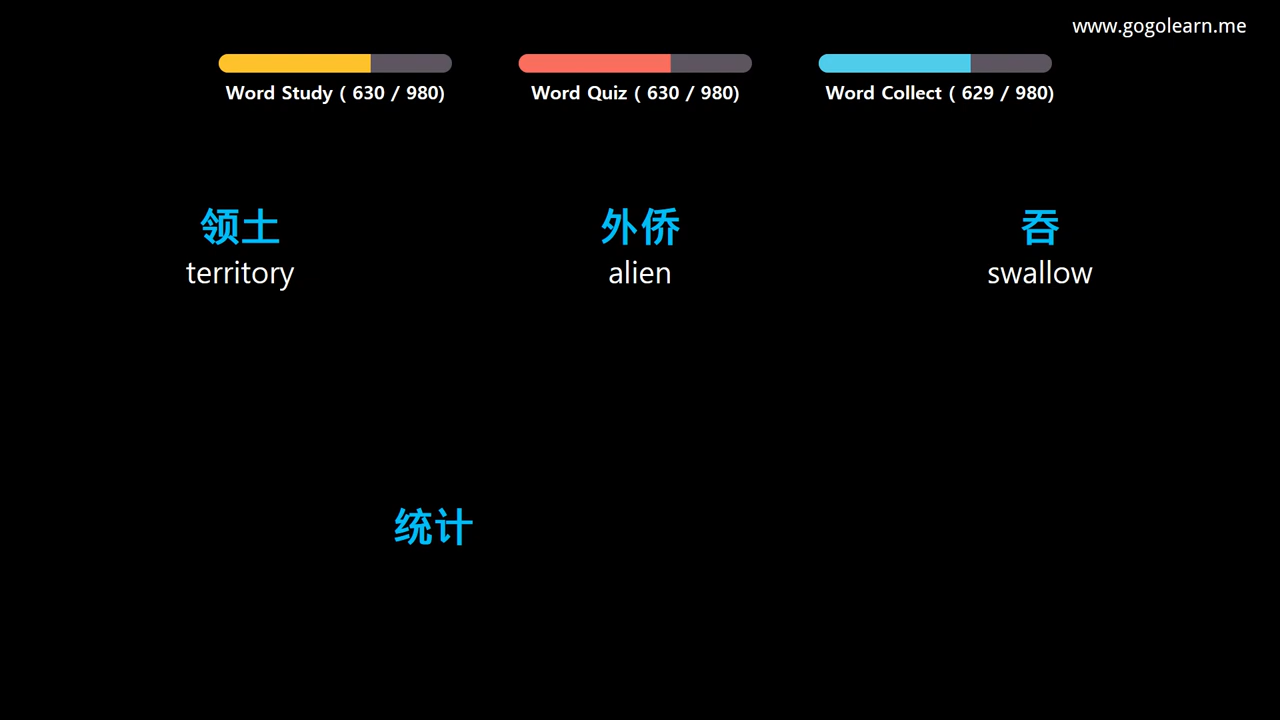 www.gogolearn.me
Word Study ( 630 / 980)
Word Quiz ( 630 / 980)
Word Collect ( 629 / 980)
领土
territory
外侨
alien
吞
swallow
统计